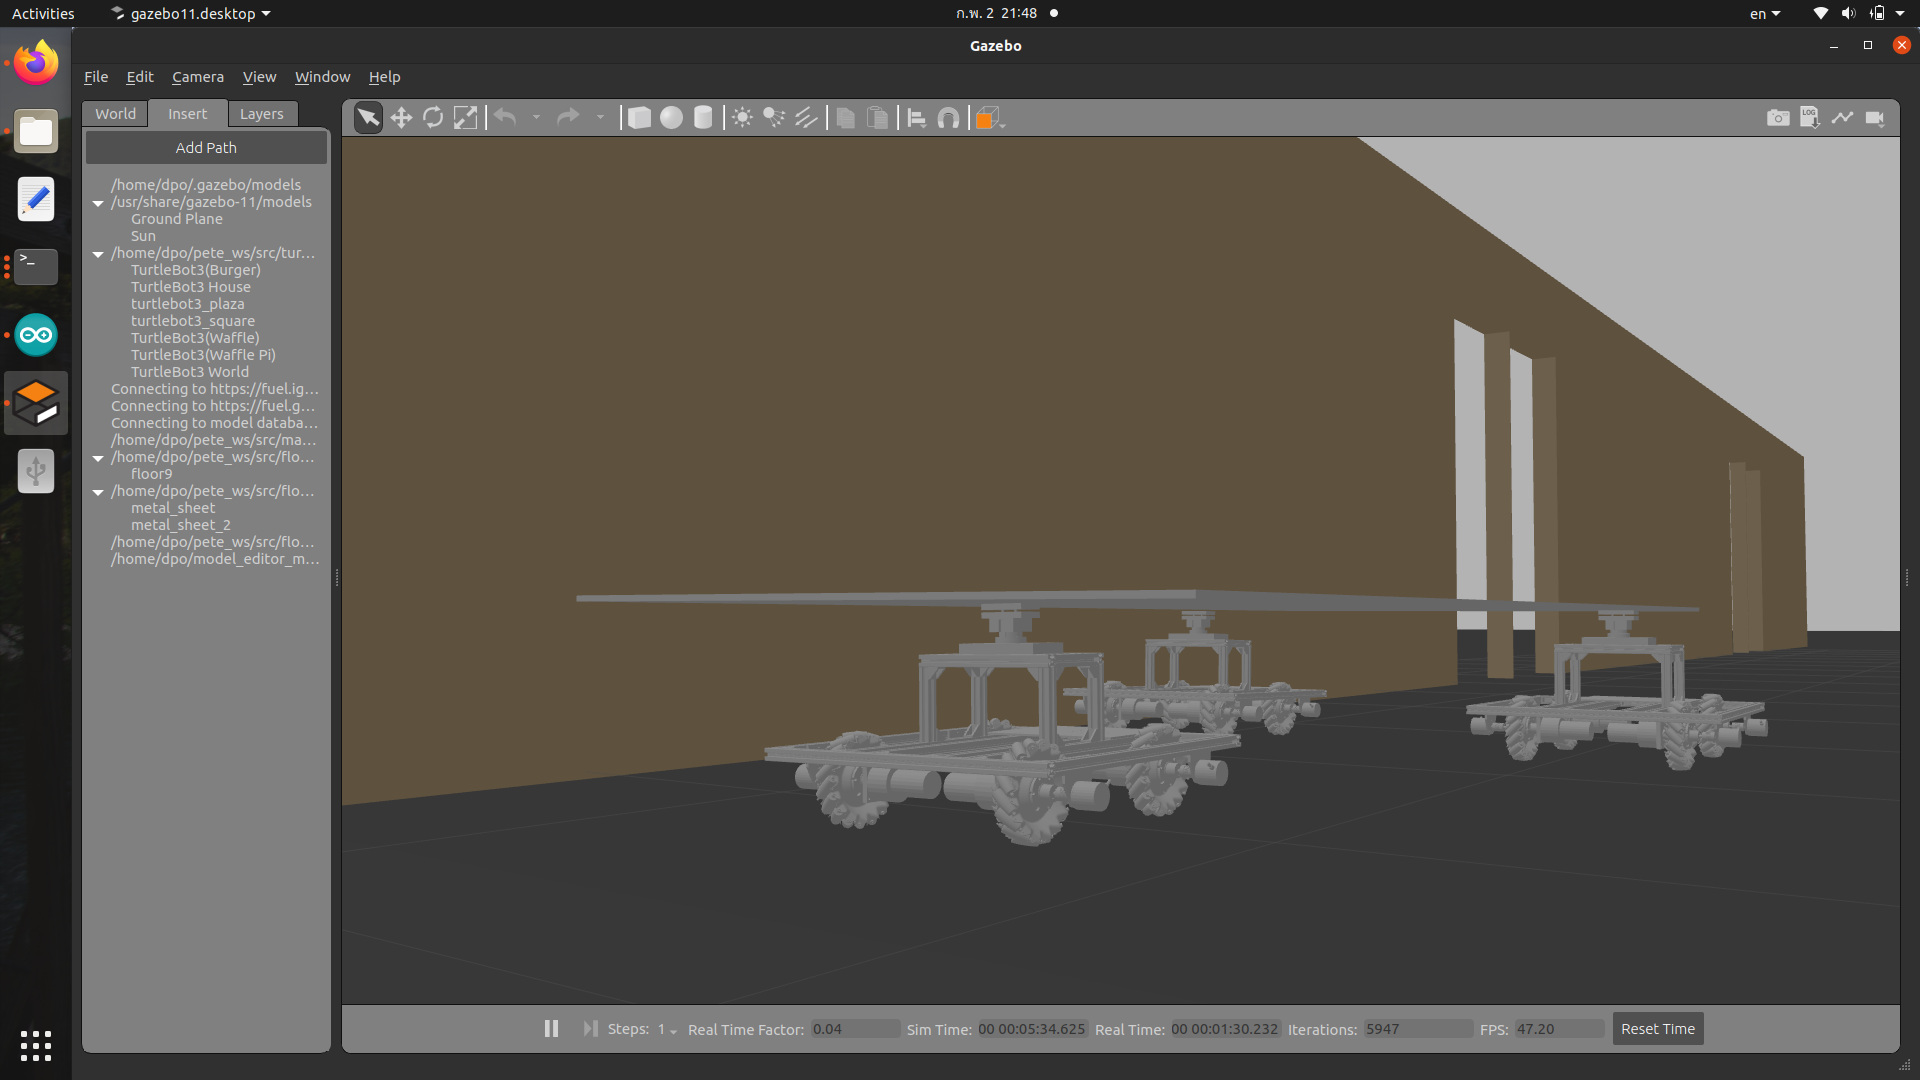 Activities
gazebo11.desktop
ก.พ. 2 21:48
en
Gazebo
File Edit Camera View Window Help
World Insert Layers
LOG
Add Path
/home/dpo/.gazebo/models
/usr/share/gazebo-11/models
Ground Plane
Sun
/home/dpo/pete_ws/src/tur...
TurtleBot3(Burger)
TurtleBot3 House
turtlebot3_plaza
turtlebot3_square
TurtleBot3(Waffle)
TurtleBot3(Waffle Pi)
TurtleBot3 World
Connecting to https://fuel.ig...
Connecting to https://fuel.g...
Connecting to model databa...
/home/dpo/pete_ws/src/ma...
/home/dpo/pete_ws/src/flo...
floor9
/home/dpo/pete_ws/src/flo...
metal_sheet
metal_sheet_2
/home/dpo/pete_ws/src/flo...
/home/dpo/model_editor_m...
Steps: 1 Real Time Factor: 0.04 Sim Time: 00 00:05:34.625 Real Time: 00 00:01:30.232 Iterations: 5947 FPS: 47.20 Reset Time